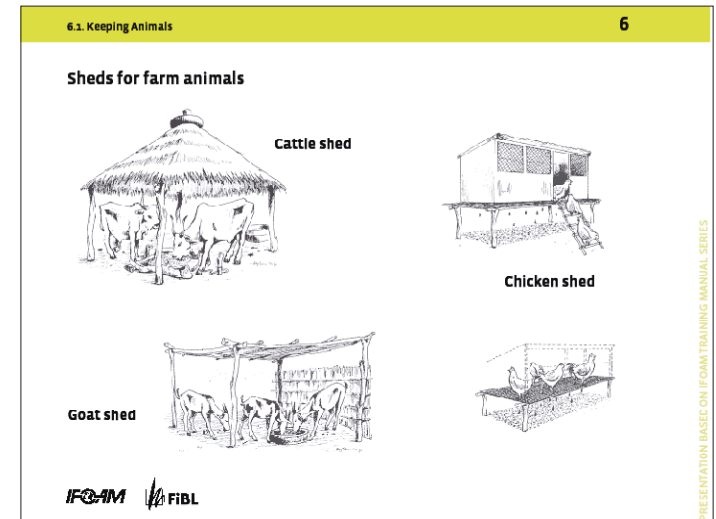 6.1. Keeping Animals
6
Sheds for farm animals
Cattle shed
Chicken shed
Goat shed
IFOAM
FiBL
PRESENTATION BASED ON IFOAM TRAINING MANUAL SERIES